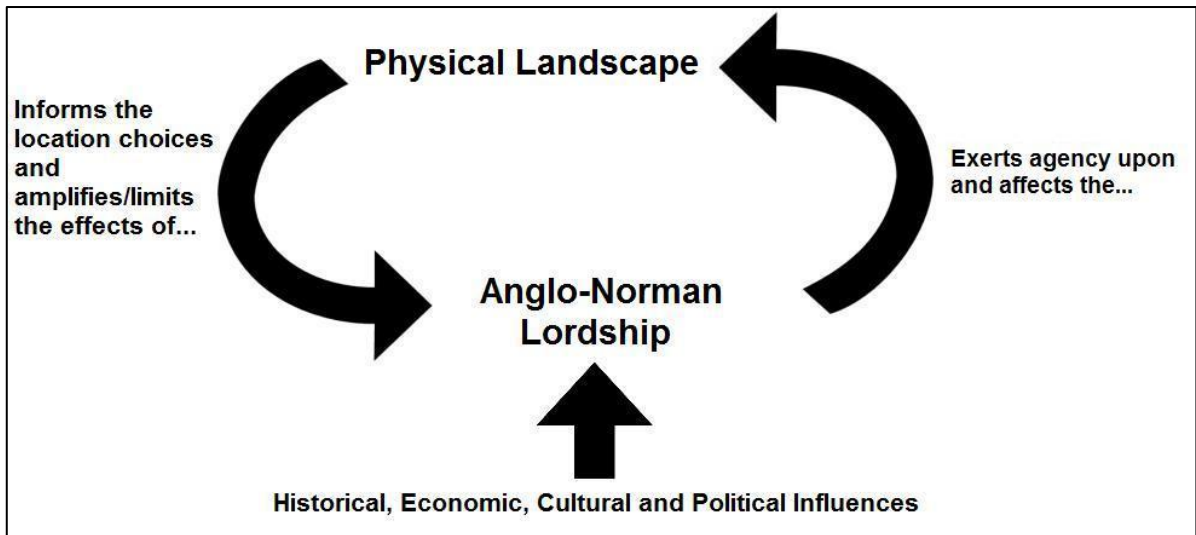 Physical Landscape
Informs the
location choices
and
amplifies/limits
the effects of...
Exerts agency upon
and affects the...
Anglo-Norman
Lordship
Historical, Economic, Cultural and Political Influences